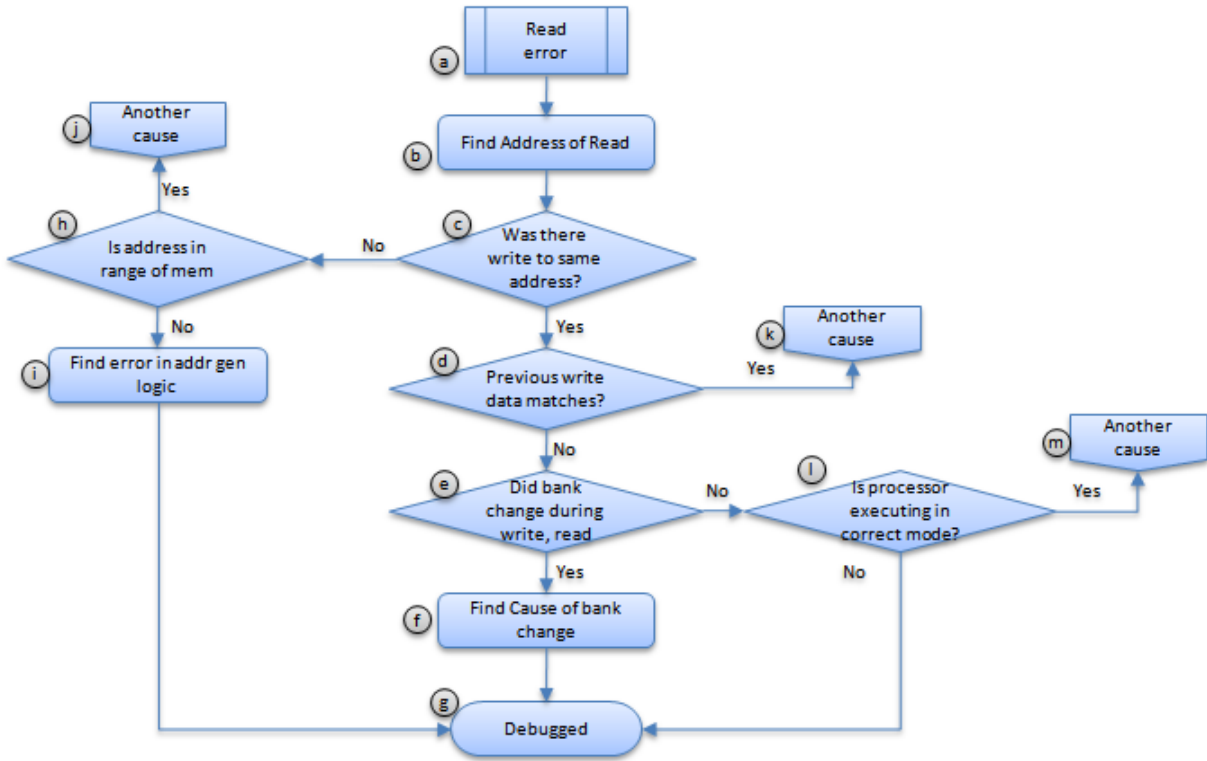 Read
error
a
Another
cause
j
Find Address of Read
b
Yes
h
c
Is address in
range of mem
No
Was there
write to same
address?
No
Yes
Another
cause
k
Find error in addr gen
logic
i
d
Previous write
data matches?
Yes
No
Another
cause
m
e
Did bank
change during
write, read
No
l
Is processor
executing in
correct mode?
Yes
Yes
No
Find Cause of bank
change
f
g
Debugged